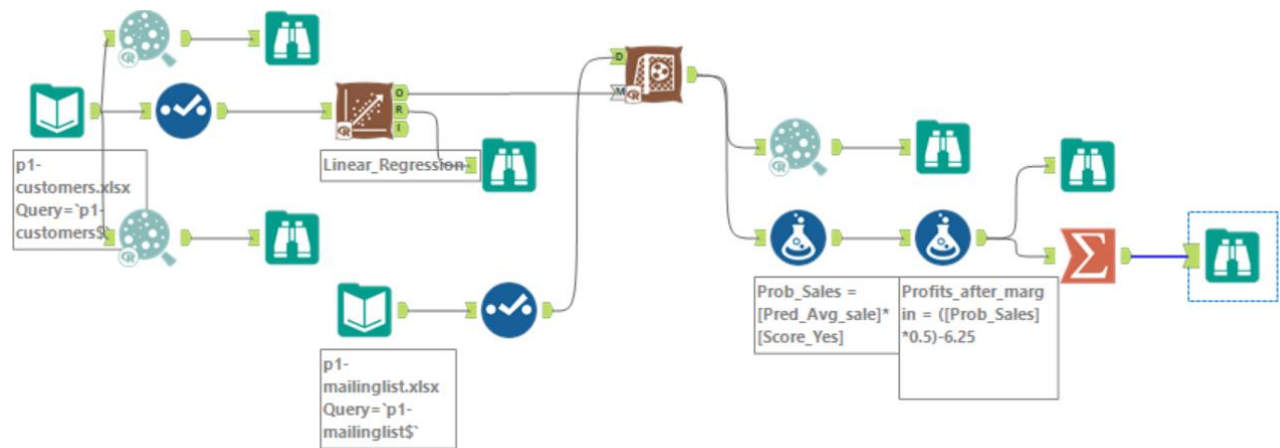 p1-
customers.xlsx
Query=`p1-
customers$`
O
R
I
Linear_Regression
D
M
p1-
mailinglist.xlsx
Query=`p1-
mailinglist$`
Prob_Sales =
[Pred_Avg_sale]*
[Score_Yes]
Profits_after_marg
in = ([Prob_Sales]
*0.5)-6.25